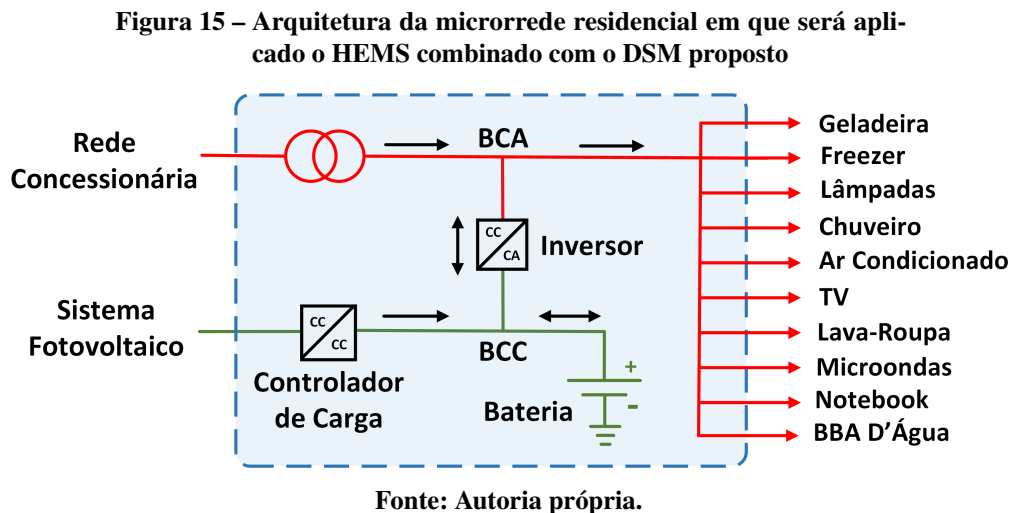 Figura 15 – Arquitetura da microrrede residencial em que será apli-
cado o HEMS combinado com o DSM proposto
Rede
Concessionária
BCA
CC
CA
Inversor
Sistema
Fotovoltaico
CC
CC
Controlador
de Carga
BCC
Bateria
+
-
Geladeira
Freezer
Lâmpadas
Chuveiro
Ar Condicionado
TV
Lava-Roupa
Microondas
Notebook
BBA D'Água
Fonte: Autoria própria.